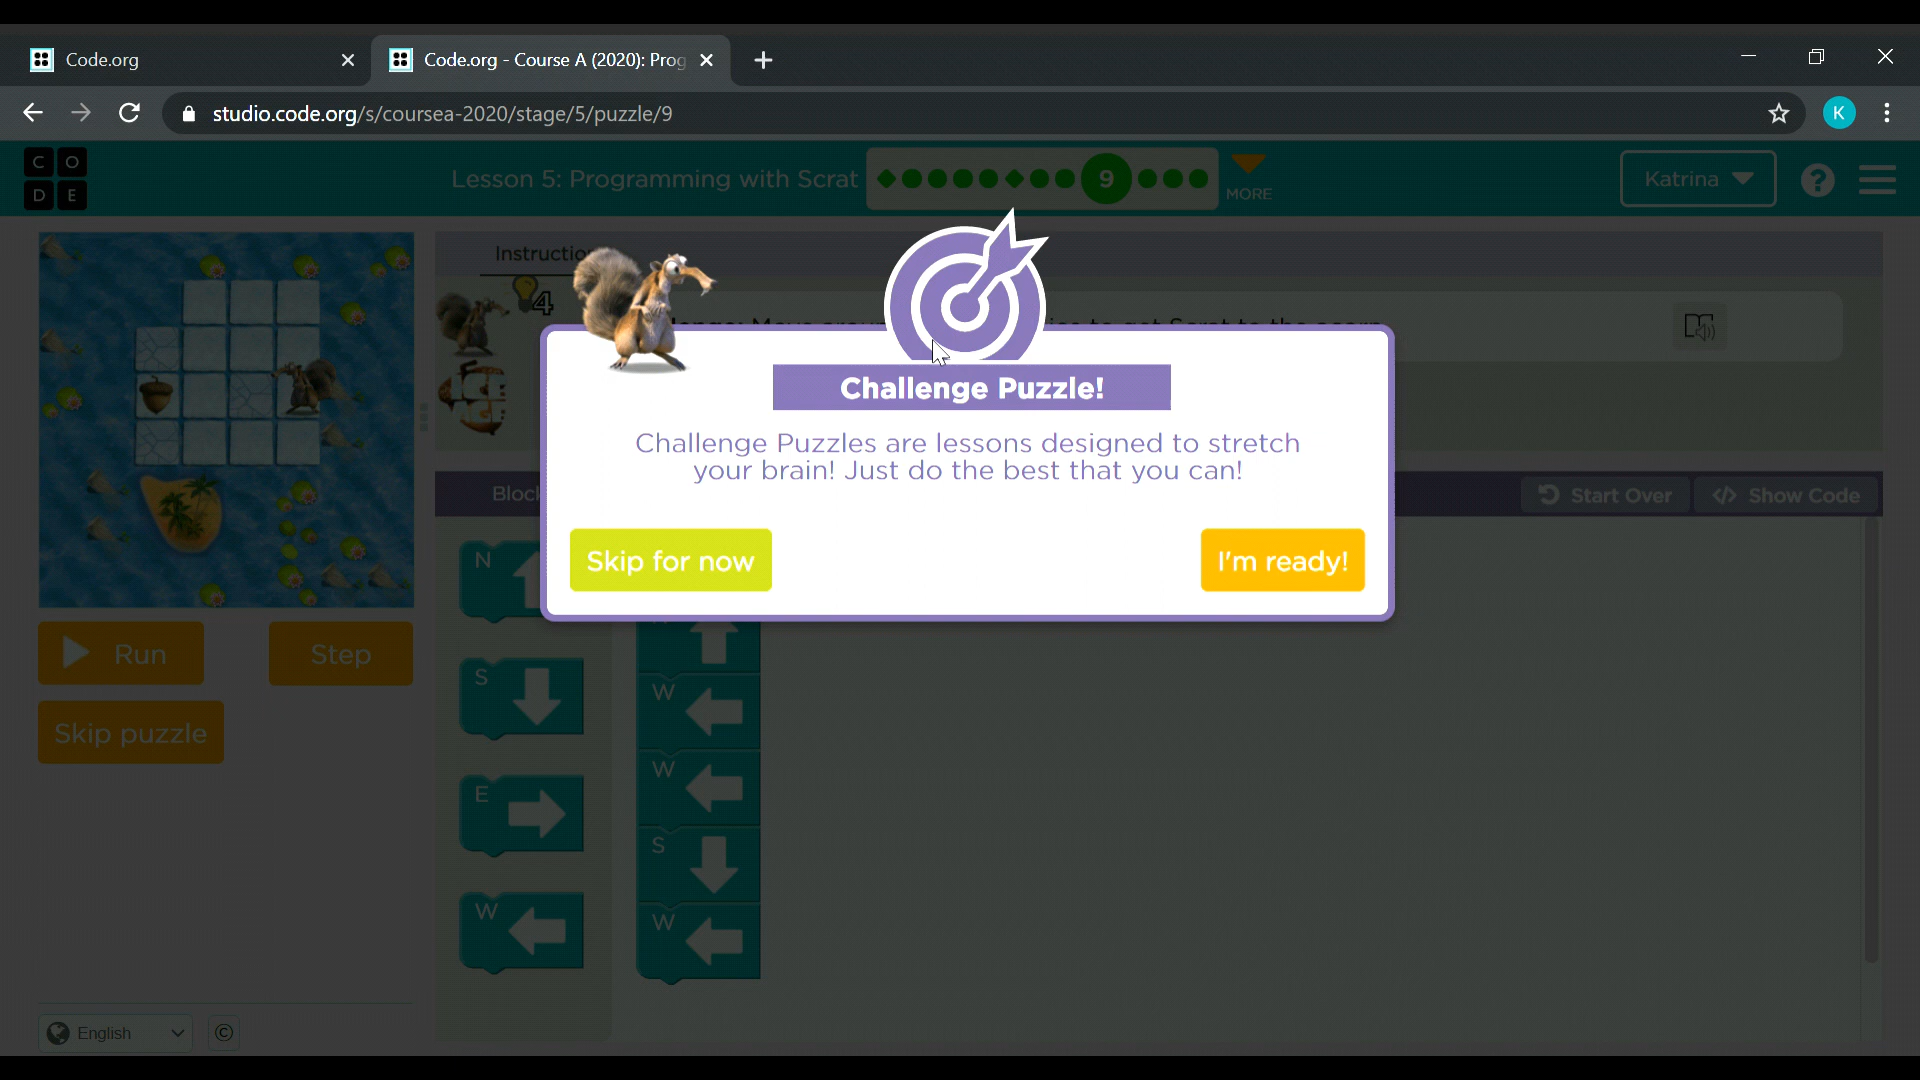 Code.org
Code.org - Course A (2020): Prog
studio.code.org/s/coursea-2020/stage/5/puzzle/9
K
C O
D E
Lesson 5: Programming with Scrat
9
MORE
Katrina
?
Instructio
4
Challenge Puzzle!
Challenge Puzzles are lessons designed to stretch
your brain! Just do the best that you can!
Skip for now
I'm ready!
Block
Start Over
</> Show Code
Run
Step
Skip puzzle
N
S
E
W
W
W
S
W
English
©